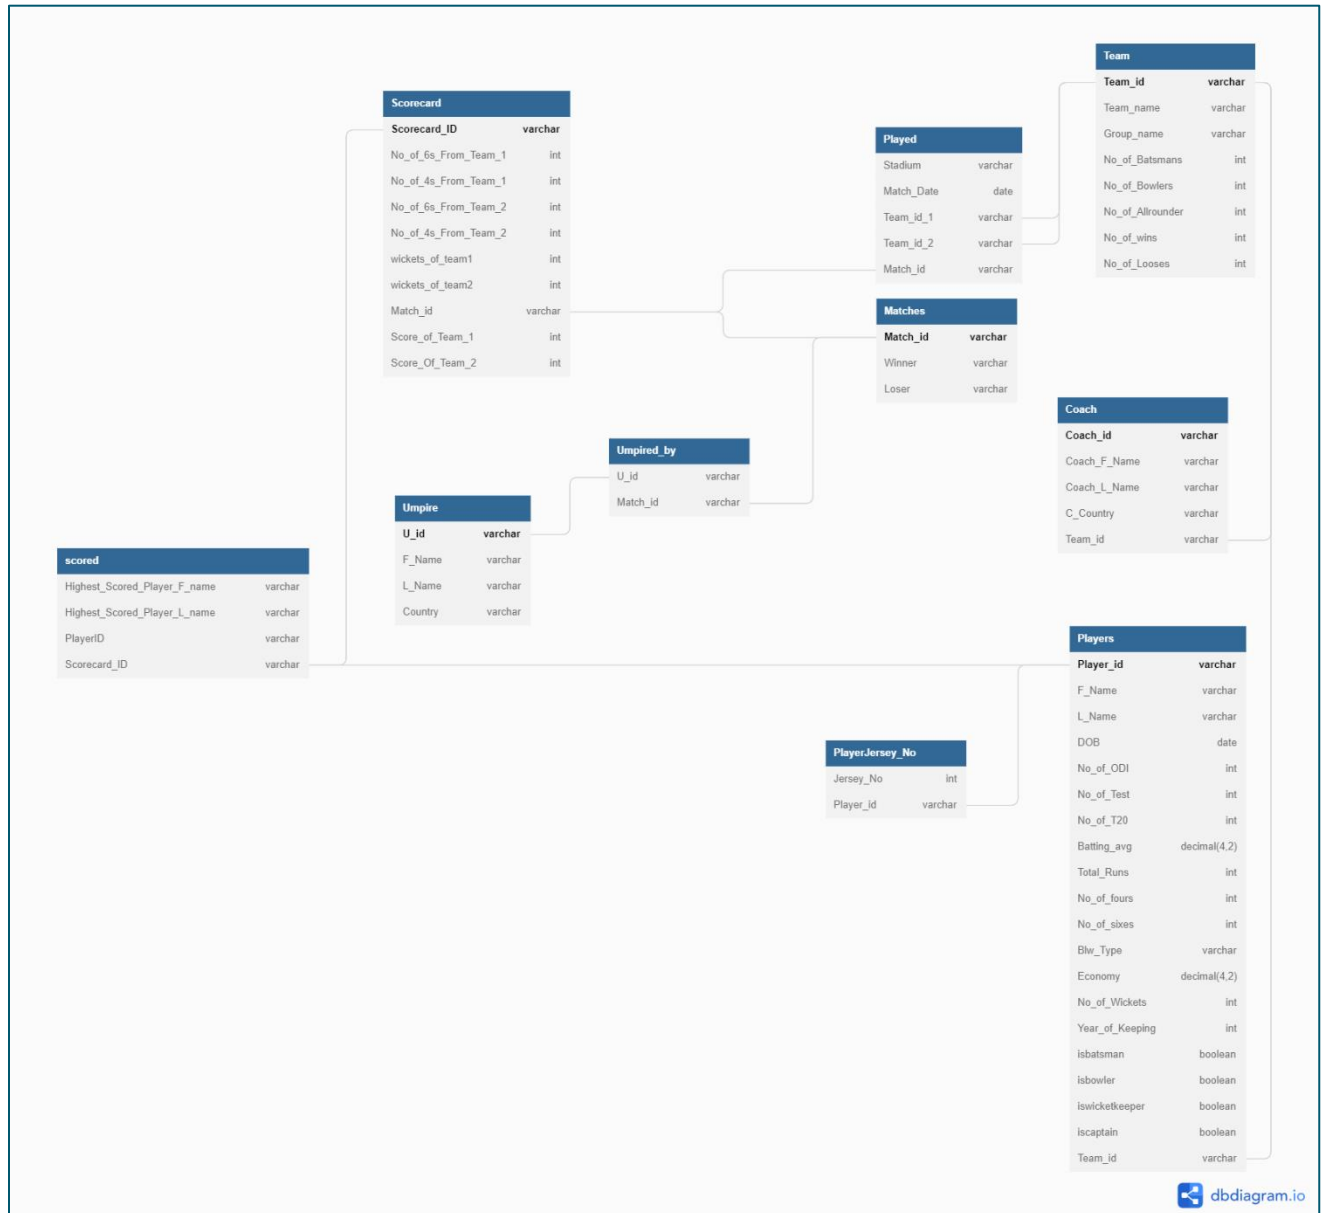 Team
Team_id varchar
Team_name varchar
Group_name varchar
No_of_Batsmans int
No_of_Bowlers int
No_of_Allrounder int
No_of_wins int
No_of_Looses int
Scorecard
Scorecard_ID varchar
No_of_6s_From_Team_1 int
No_of_4s_From_Team_1 int
No_of_6s_From_Team_2 int
No_of_4s_From_Team_2 int
wickets_of_team1 int
wickets_of_team2 int
Match_id varchar
Score_of_Team_1 int
Score_Of_Team_2 int
Played
Stadium varchar
Match_Date date
Team_id_1 varchar
Team_id_2 varchar
Match_id varchar
Matches
Match_id varchar
Winner varchar
Loser varchar
Coach
Coach_id varchar
Coach_F_Name varchar
Coach_L_Name varchar
C_Country varchar
Team_id varchar
Umpired_by
U_id varchar
Match_id varchar
Umpire
U_id varchar
F_Name varchar
L_Name varchar
Country varchar
scored
Highest_Scored_Player_F_name varchar
Highest_Scored_Player_L_name varchar
PlayerID varchar
Scorecard_ID varchar
Players
Player_id varchar
F_Name varchar
L_Name varchar
DOB date
No_of_ODI int
No_of_Test int
No_of_T20 int
Batting_avg decimal(4,2)
Total_Runs int
No_of_fours int
No_of_sixes int
Blw_Type varchar
Economy decimal(4,2)
No_of_Wickets int
Year_of_Keeping int
isbatsman boolean
isbowler boolean
iswicketkeeper boolean
iscaptain boolean
Team_id varchar
PlayerJersey_No
Jersey_No int
Player_id varchar
dbdiagram.io